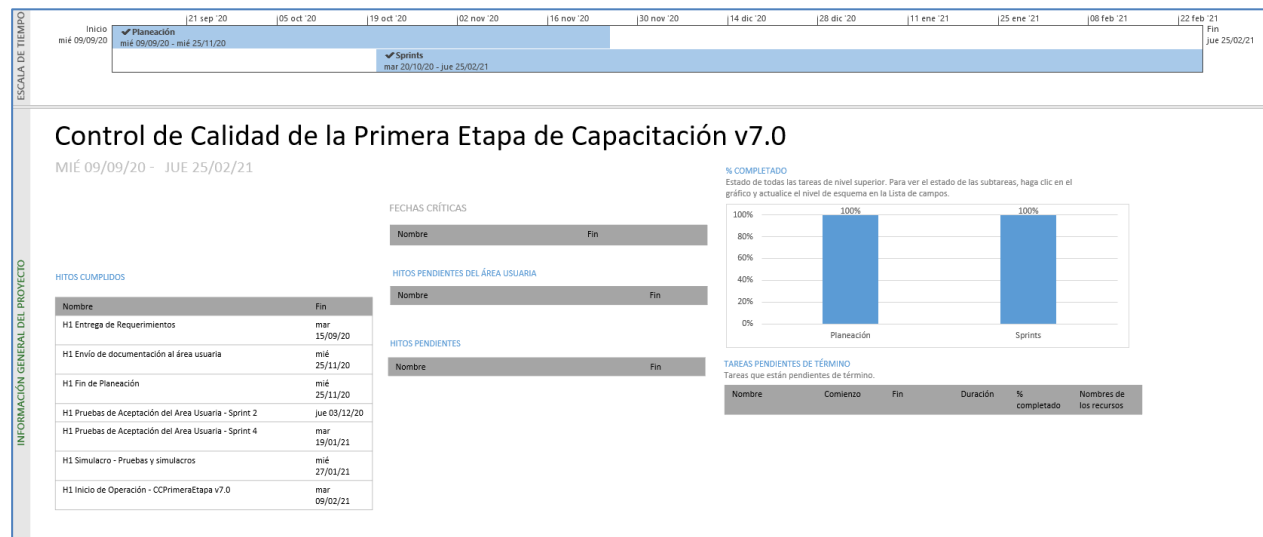 ESCALA DE TIEMPO
|21 sep '20 |05 oct '20 |19 oct '20 |02 nov '20 |16 nov '20 |30 nov '20 |14 dic '20 |28 dic '20 |11 ene '21 |25 ene '21 |08 feb '21 |22 feb '21
Inicio
mié 09/09/20
Planeación
mié 09/09/20 - mié 25/11/20
Sprints
mar 20/10/20 - jue 25/02/21
Fin
jue 25/02/21
INFORMACIÓN GENERAL DEL PROYECTO
Control de Calidad de la Primera Etapa de Capacitación v7.0
MIÉ 09/09/20 - JUE 25/02/21
HITOS CUMPLIDOS
Nombre Fin
H1 Entrega de Requerimientos mar
15/09/20
H1 Envío de documentación al área usuaria mié
25/11/20
H1 Fin de Planeación mié
25/11/20
H1 Pruebas de Aceptación del Area Usuaria - Sprint 2 jue 03/12/20
H1 Pruebas de Aceptación del Area Usuaria - Sprint 4 mar
19/01/21
H1 Simulacro - Pruebas y simulacros mié
27/01/21
H1 Inicio de Operación - CCPrimeraEtapa v7.0 mar
09/02/21
FECHAS CRÍTICAS
Nombre Fin
HITOS PENDIENTES DEL ÁREA USUARIA
Nombre Fin
HITOS PENDIENTES
Nombre Fin
% COMPLETADO
Estado de todas las tareas de nivel superior. Para ver el estado de las subtareas, haga clic en el
gráfico y actualice el nivel de esquema en la Lista de campos.
100% 100%
100%
80%
60%
40%
20%
0%
Planeación Sprints
TAREAS PENDIENTES DE TÉRMINO
Tareas que están pendientes de término.
Nombre Comienzo Fin Duración % Nombres de
completado los recursos